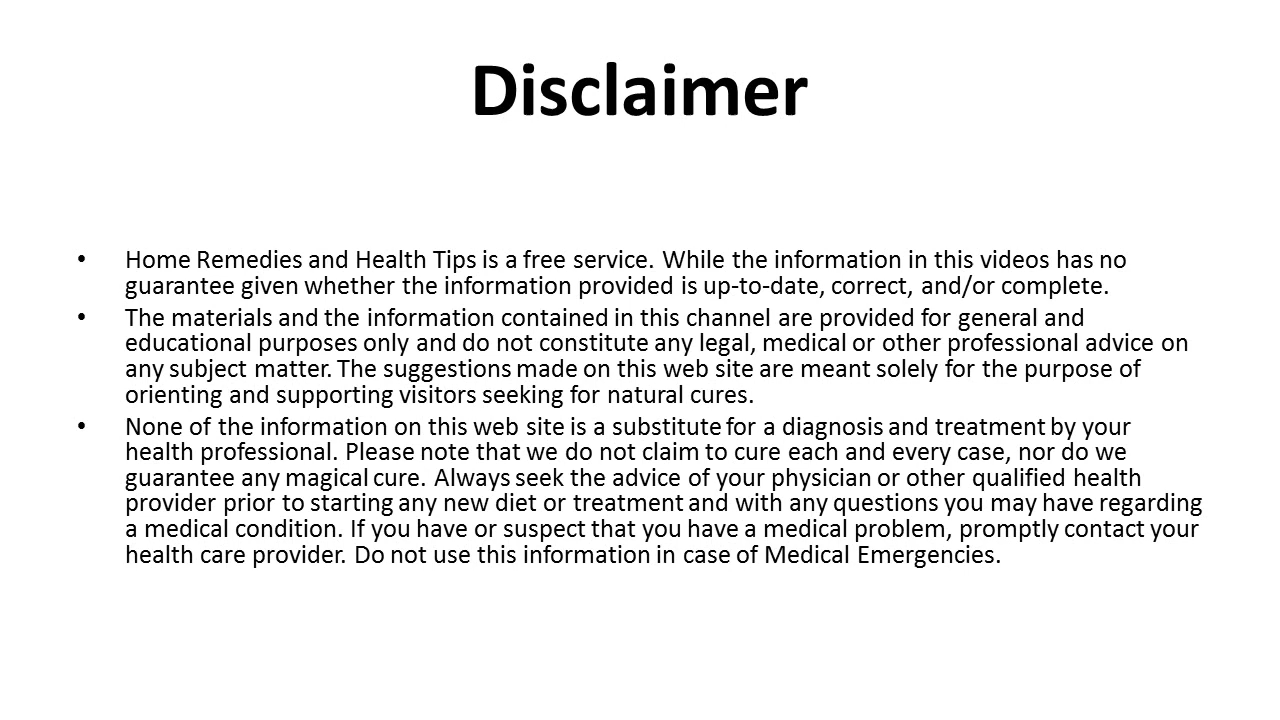 Disclaimer
• Home Remedies and Health Tips is a free service. While the information in this videos has no
guarantee given whether the information provided is up-to-date, correct, and/or complete.
• The materials and the information contained in this channel are provided for general and
educational purposes only and do not constitute any legal, medical or other professional advice on
any subject matter. The suggestions made on this web site are meant solely for the purpose of
orienting and supporting visitors seeking for natural cures.
• None of the information on this web site is a substitute for a diagnosis and treatment by your
health professional. Please note that we do not claim to cure each and every case, nor do we
guarantee any magical cure. Always seek the advice of your physician or other qualified health
provider prior to starting any new diet or treatment and with any questions you may have regarding
a medical condition. If you have or suspect that you have a medical problem, promptly contact your
health care provider. Do not use this information in case of Medical Emergencies.